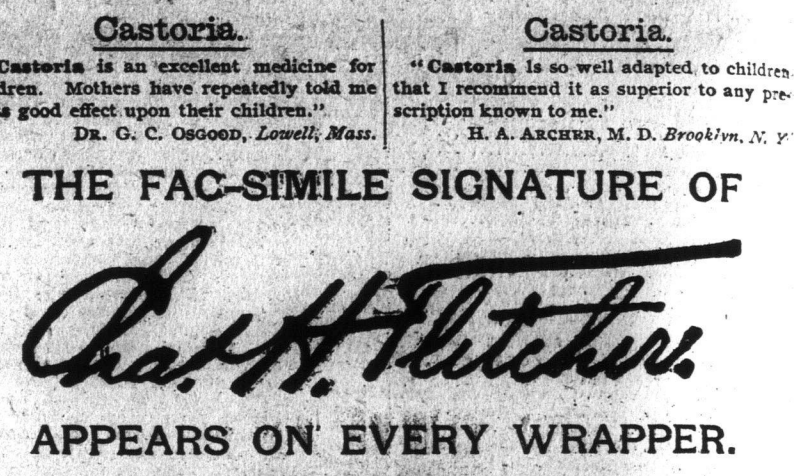 Castoria.
Castoria is an excellent medicine for
dren. Mothers have repeatedly told me
s good effect upon their children."
DR. G. C. OSGOOD, Lowell, Mass.
Castoria.
"Castoria is so well adapted to children
that I recommend it as superior to any pre-
scription known to me."
H. A. ARCHER, M. D. Brooklyn, N. Y.
THE FAC-SIMILE SIGNATURE OF
Chas. H. Fletcher.
APPEARS ON EVERY WRAPPER.